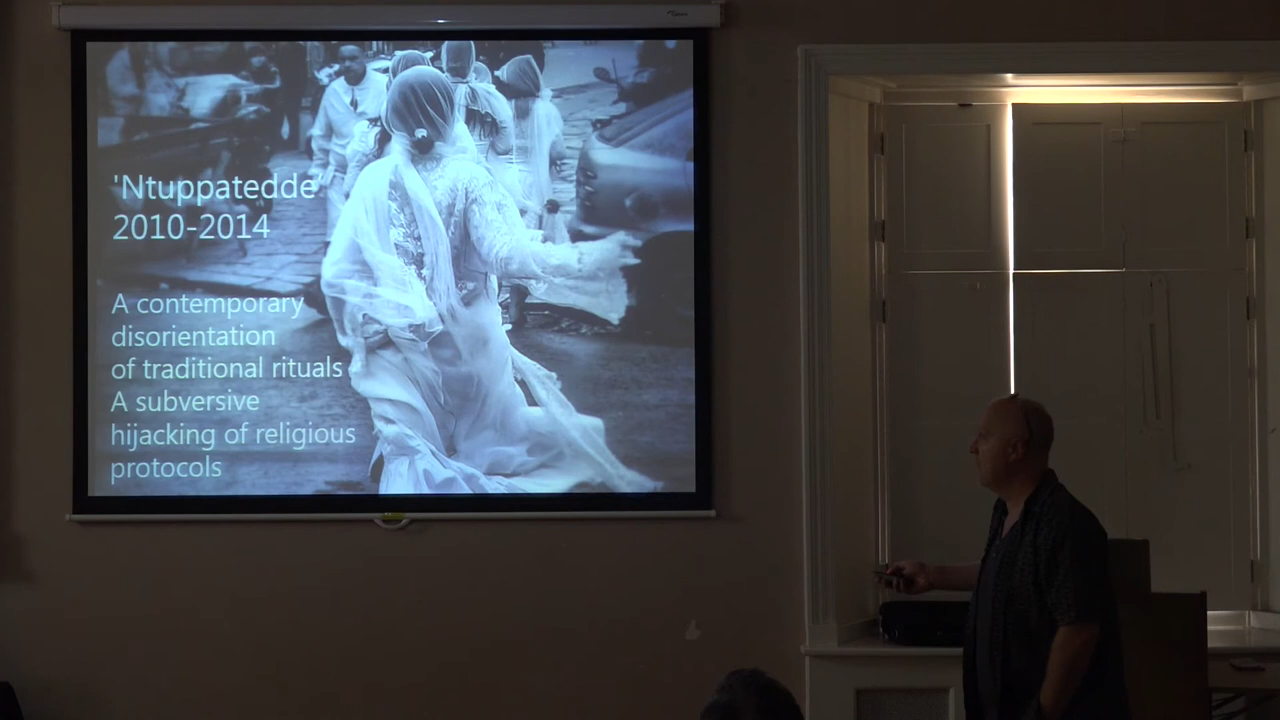 'Ntuppatedde'
2010-2014
A contemporary
disorientation
of traditional rituals
A subversive
hijacking of religious
protocols